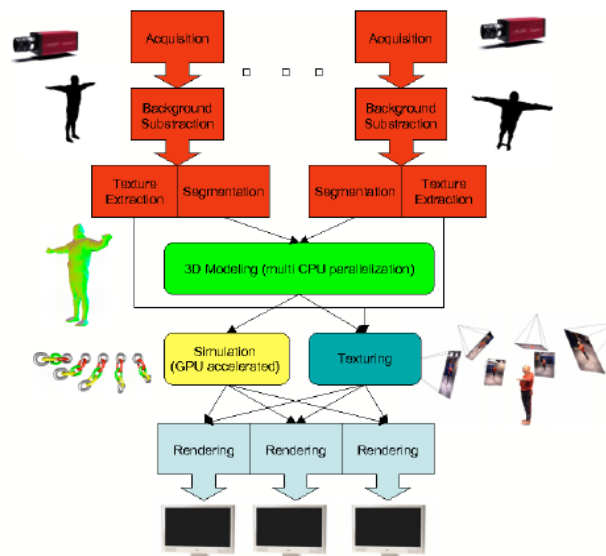 Acquisition
Acquisition
Background
Substraction
Background
Substraction
Texture
Extraction
Segmentation
Segmentation
Texture
Extraction
3D Modeling (multi CPU parallelization)
Simulation
(GPU accelerated)
Texturing
Rendering
Rendering
Rendering